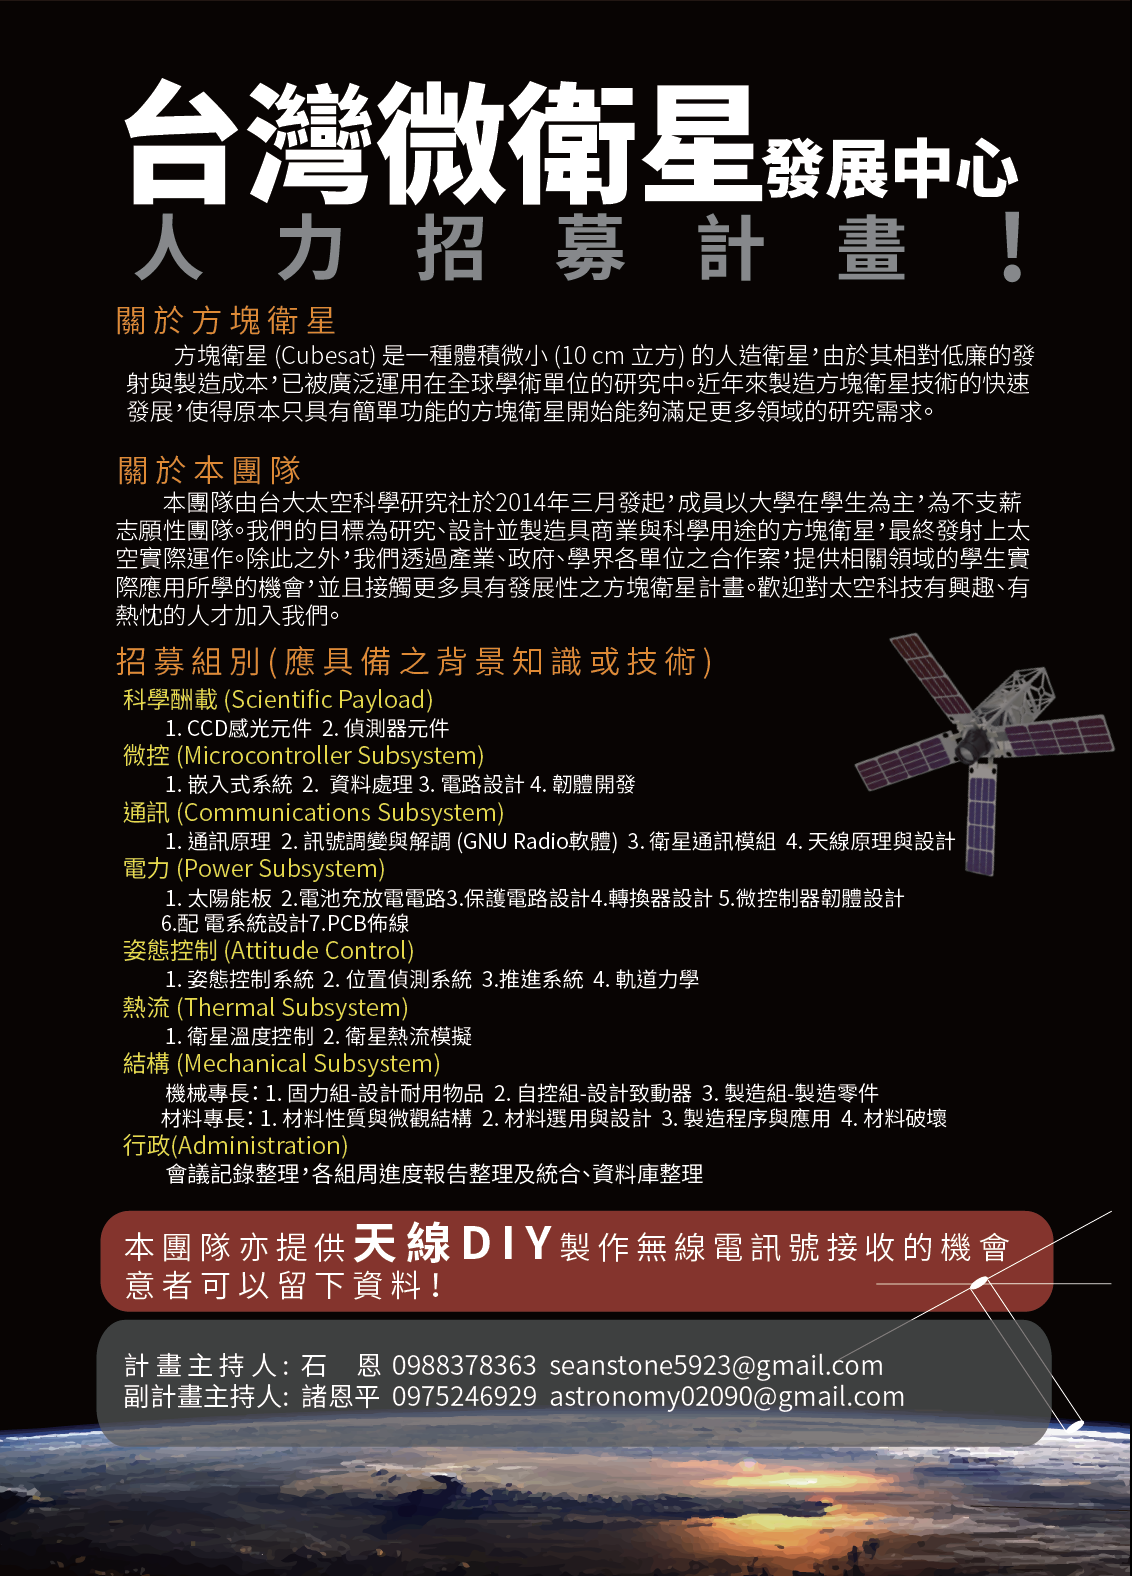 台灣微衛星發展中心
人力招募計畫！
關於方塊衛星
方塊衛星 (Cubesat) 是一種體積微小 (10 cm 立方) 的人造衛星，由於其相對低廉的發
射與製造成本，已被廣泛運用在全球學術單位的研究中。近年來製造方塊衛星技術的快速
發展，使得原本只具有簡單功能的方塊衛星開始能夠滿足更多領域的研究需求。
關於本團隊
本團隊由台大太空科學研究社於2014年三月發起，成員以大學在學生為主，為不支薪
志願性團隊。我們的目標為研究、設計並製造具商業與科學用途的方塊衛星，最終發射上太
空實際運作。除此之外，我們透過產業、政府、學界各單位之合作案，提供相關領域的學生實
際應用所學的機會，並且接觸更多具有發展性之方塊衛星計畫。歡迎對太空科技有興趣、有
熱忱的人才加入我們。
招募組別(應具備之背景知識或技術)
科學酬載 (Scientific Payload)
1. CCD感光元件 2. 偵測器元件
微控 (Microcontroller Subsystem)
1. 嵌入式系統 2. 資料處理 3. 電路設計 4. 韌體開發
通訊 (Communications Subsystem)
1. 通訊原理 2. 訊號調變與解調 (GNU Radio軟體) 3. 衛星通訊模組 4. 天線原理與設計
電力 (Power Subsystem)
1. 太陽能板 2.電池充放電電路3.保護電路設計4.轉換器設計 5.微控制器韌體設計
6.配 電系統設計7.PCB佈線
姿態控制 (Attitude Control)
1. 姿態控制系統 2. 位置偵測系統 3.推進系統 4. 軌道力學
熱流 (Thermal Subsystem)
1. 衛星溫度控制 2. 衛星熱流模擬
結構 (Mechanical Subsystem)
機械專長：1. 固力組-設計耐用物品 2. 自控組-設計致動器 3. 製造組-製造零件
材料專長：1. 材料性質與微觀結構 2. 材料選用與設計 3. 製造程序與應用 4. 材料破壞
行政(Administration)
會議記錄整理，各組周進度報告整理及統合、資料庫整理
本團隊亦提供天線DIY製作無線電訊號接收的機會
意者可以留下資料！
計畫主持人: 石 恩 0988378363 seanstone5923@gmail.com
副計畫主持人: 諸恩平 0975246929 astronomy02090@gmail.com